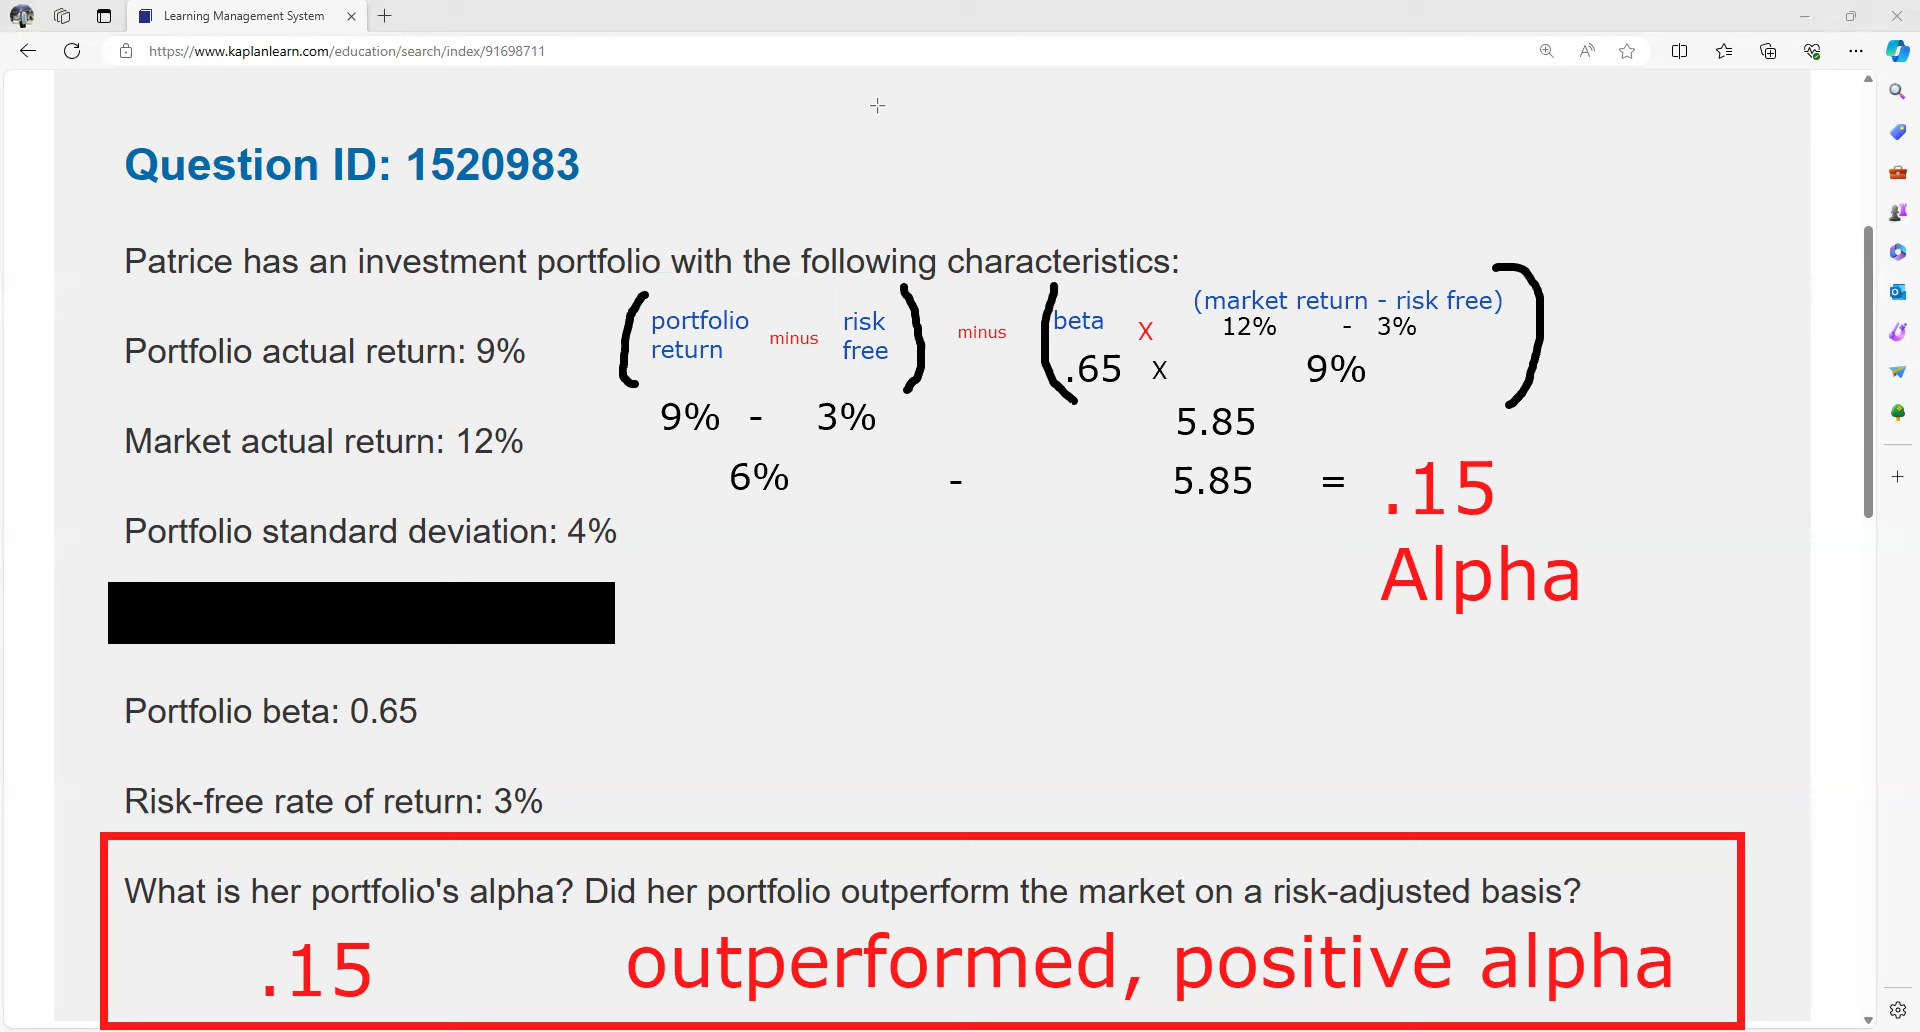 Learning Management System
https://www.kaplanlearn.com/education/search/index/91698711
Question ID: 1520983
Patrice has an investment portfolio with the following characteristics:
(market return - risk free)
12% - 3%
portfolio return minus risk free minus beta X
.65 x 9%
Portfolio actual return: 9%
9% - 3%
5.85
Market actual return: 12%
6% - 5.85 = .15
Alpha
Portfolio standard deviation: 4%
Portfolio beta: 0.65
Risk-free rate of return: 3%
What is her portfolio's alpha? Did her portfolio outperform the market on a risk-adjusted basis?
.15 outperformed, positive alpha